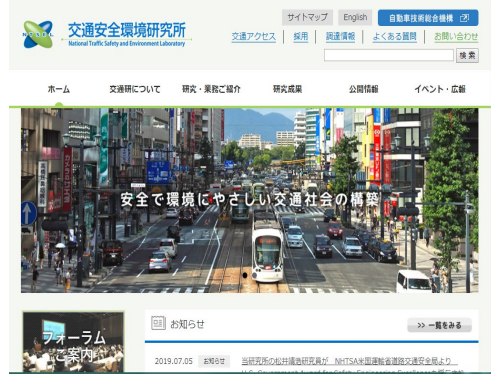 サイトマップ English 自動車技術総合機構
NTSEL 交通安全環境研究所
National Traffic Safety and Environment Laboratory
交通アクセス 採用 調達情報 よくある質問 お問い合わせ
検索
ホーム 交通研について 研究・業務ご紹介 研究成果 公開情報 イベント・広報
安全で環境にやさしい交通社会の構築
フォーラム
ご案内
お知らせ >> 一覧をみる
2019.07.05 お知らせ 当研究所の松井靖浩研究員が NHTSA米国運輸省道路交通安全局より